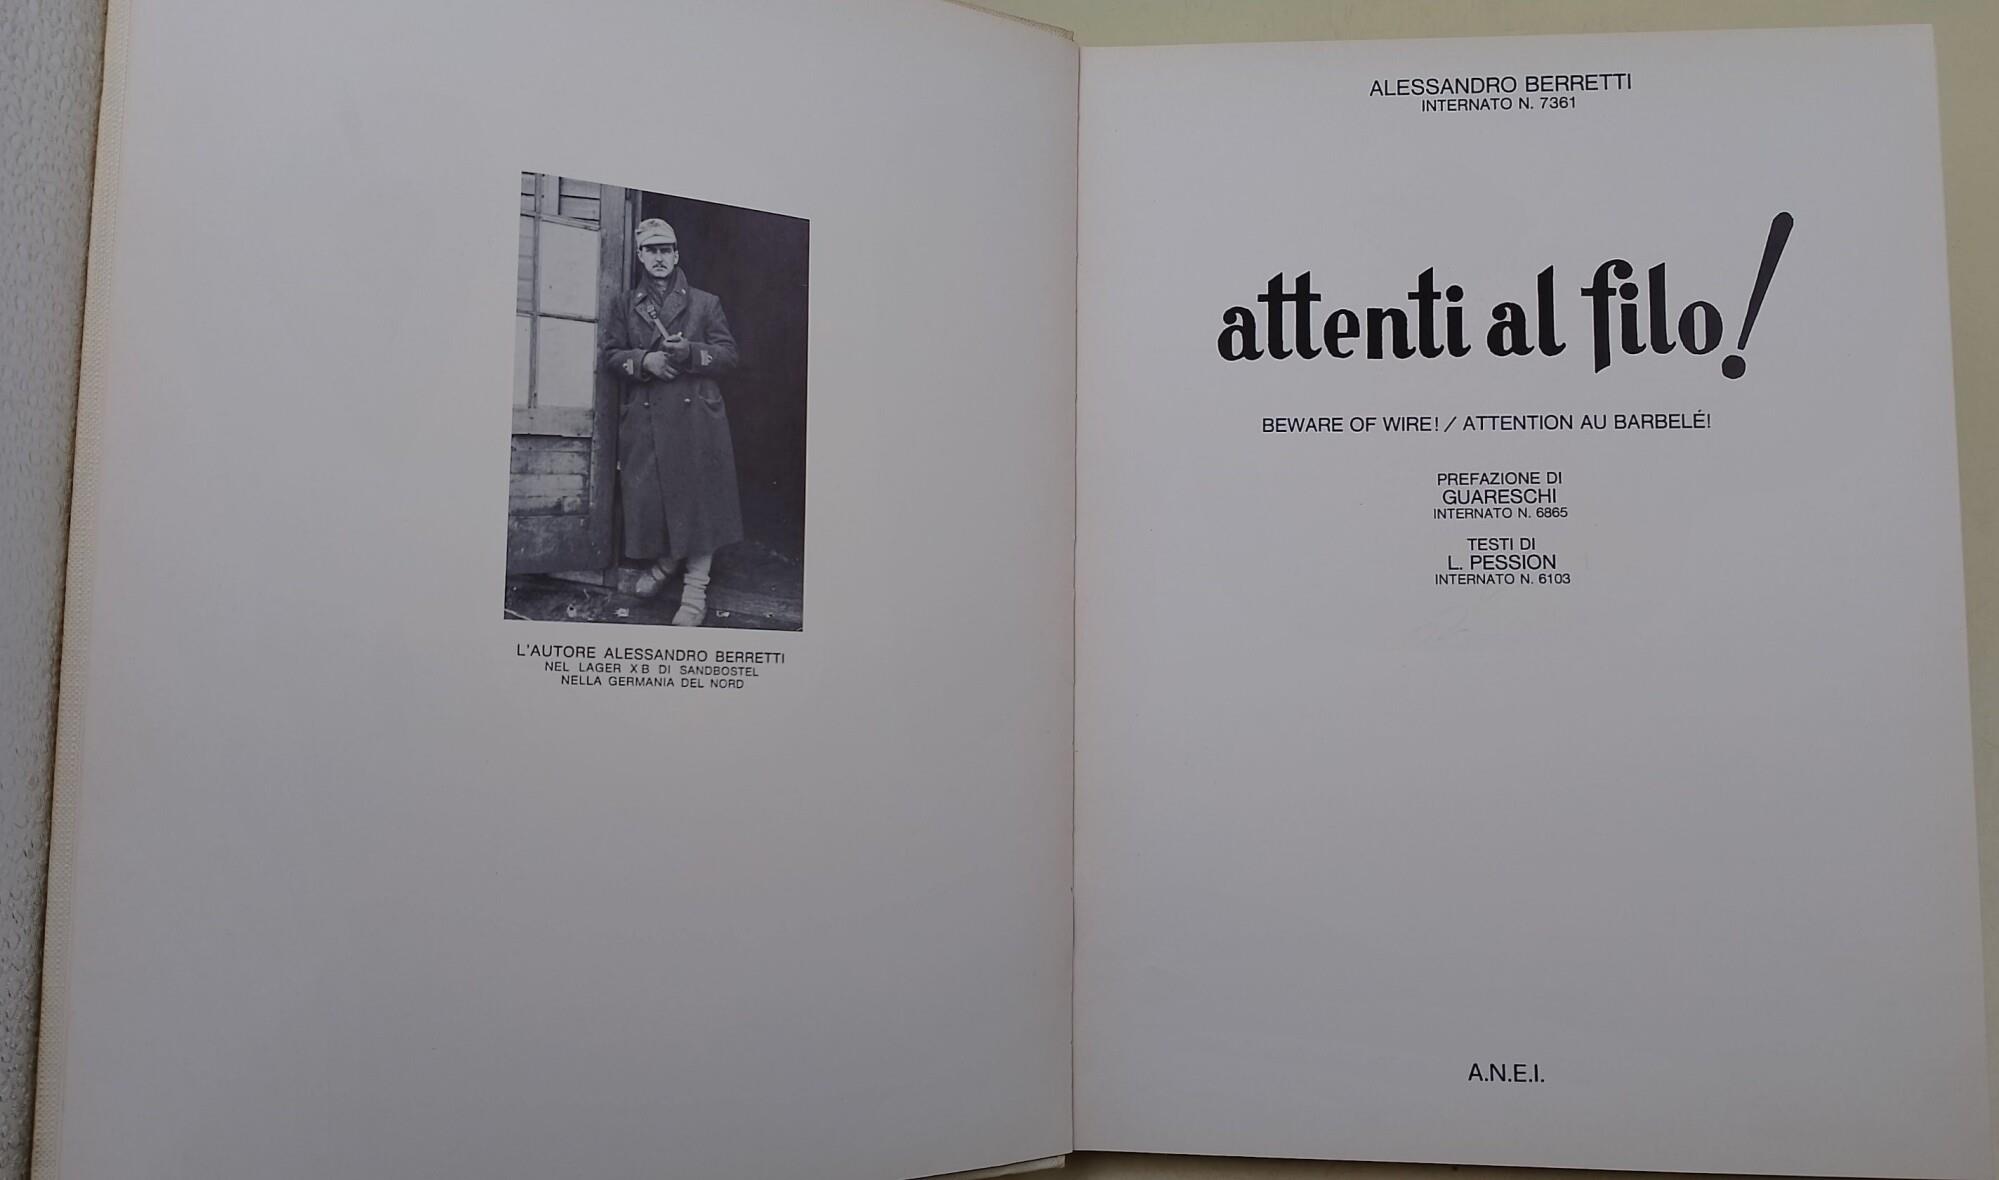 L'AUTORE ALESSANDRO BERRETTI
NEL LAGER XB DI SANDBOSTEL
NELLA GERMANIA DEL NORD
ALESSANDRO BERRETTI
INTERNATO N. 7361
attenti al filo!
BEWARE OF WIRE! / ATTENTION AU BARBELÉ!
PREFAZIONE DI
GUARESCHI
INTERNATO N. 6865
TESTI DI
L. PESSION
INTERNATO N. 6103
A.N.E.I.